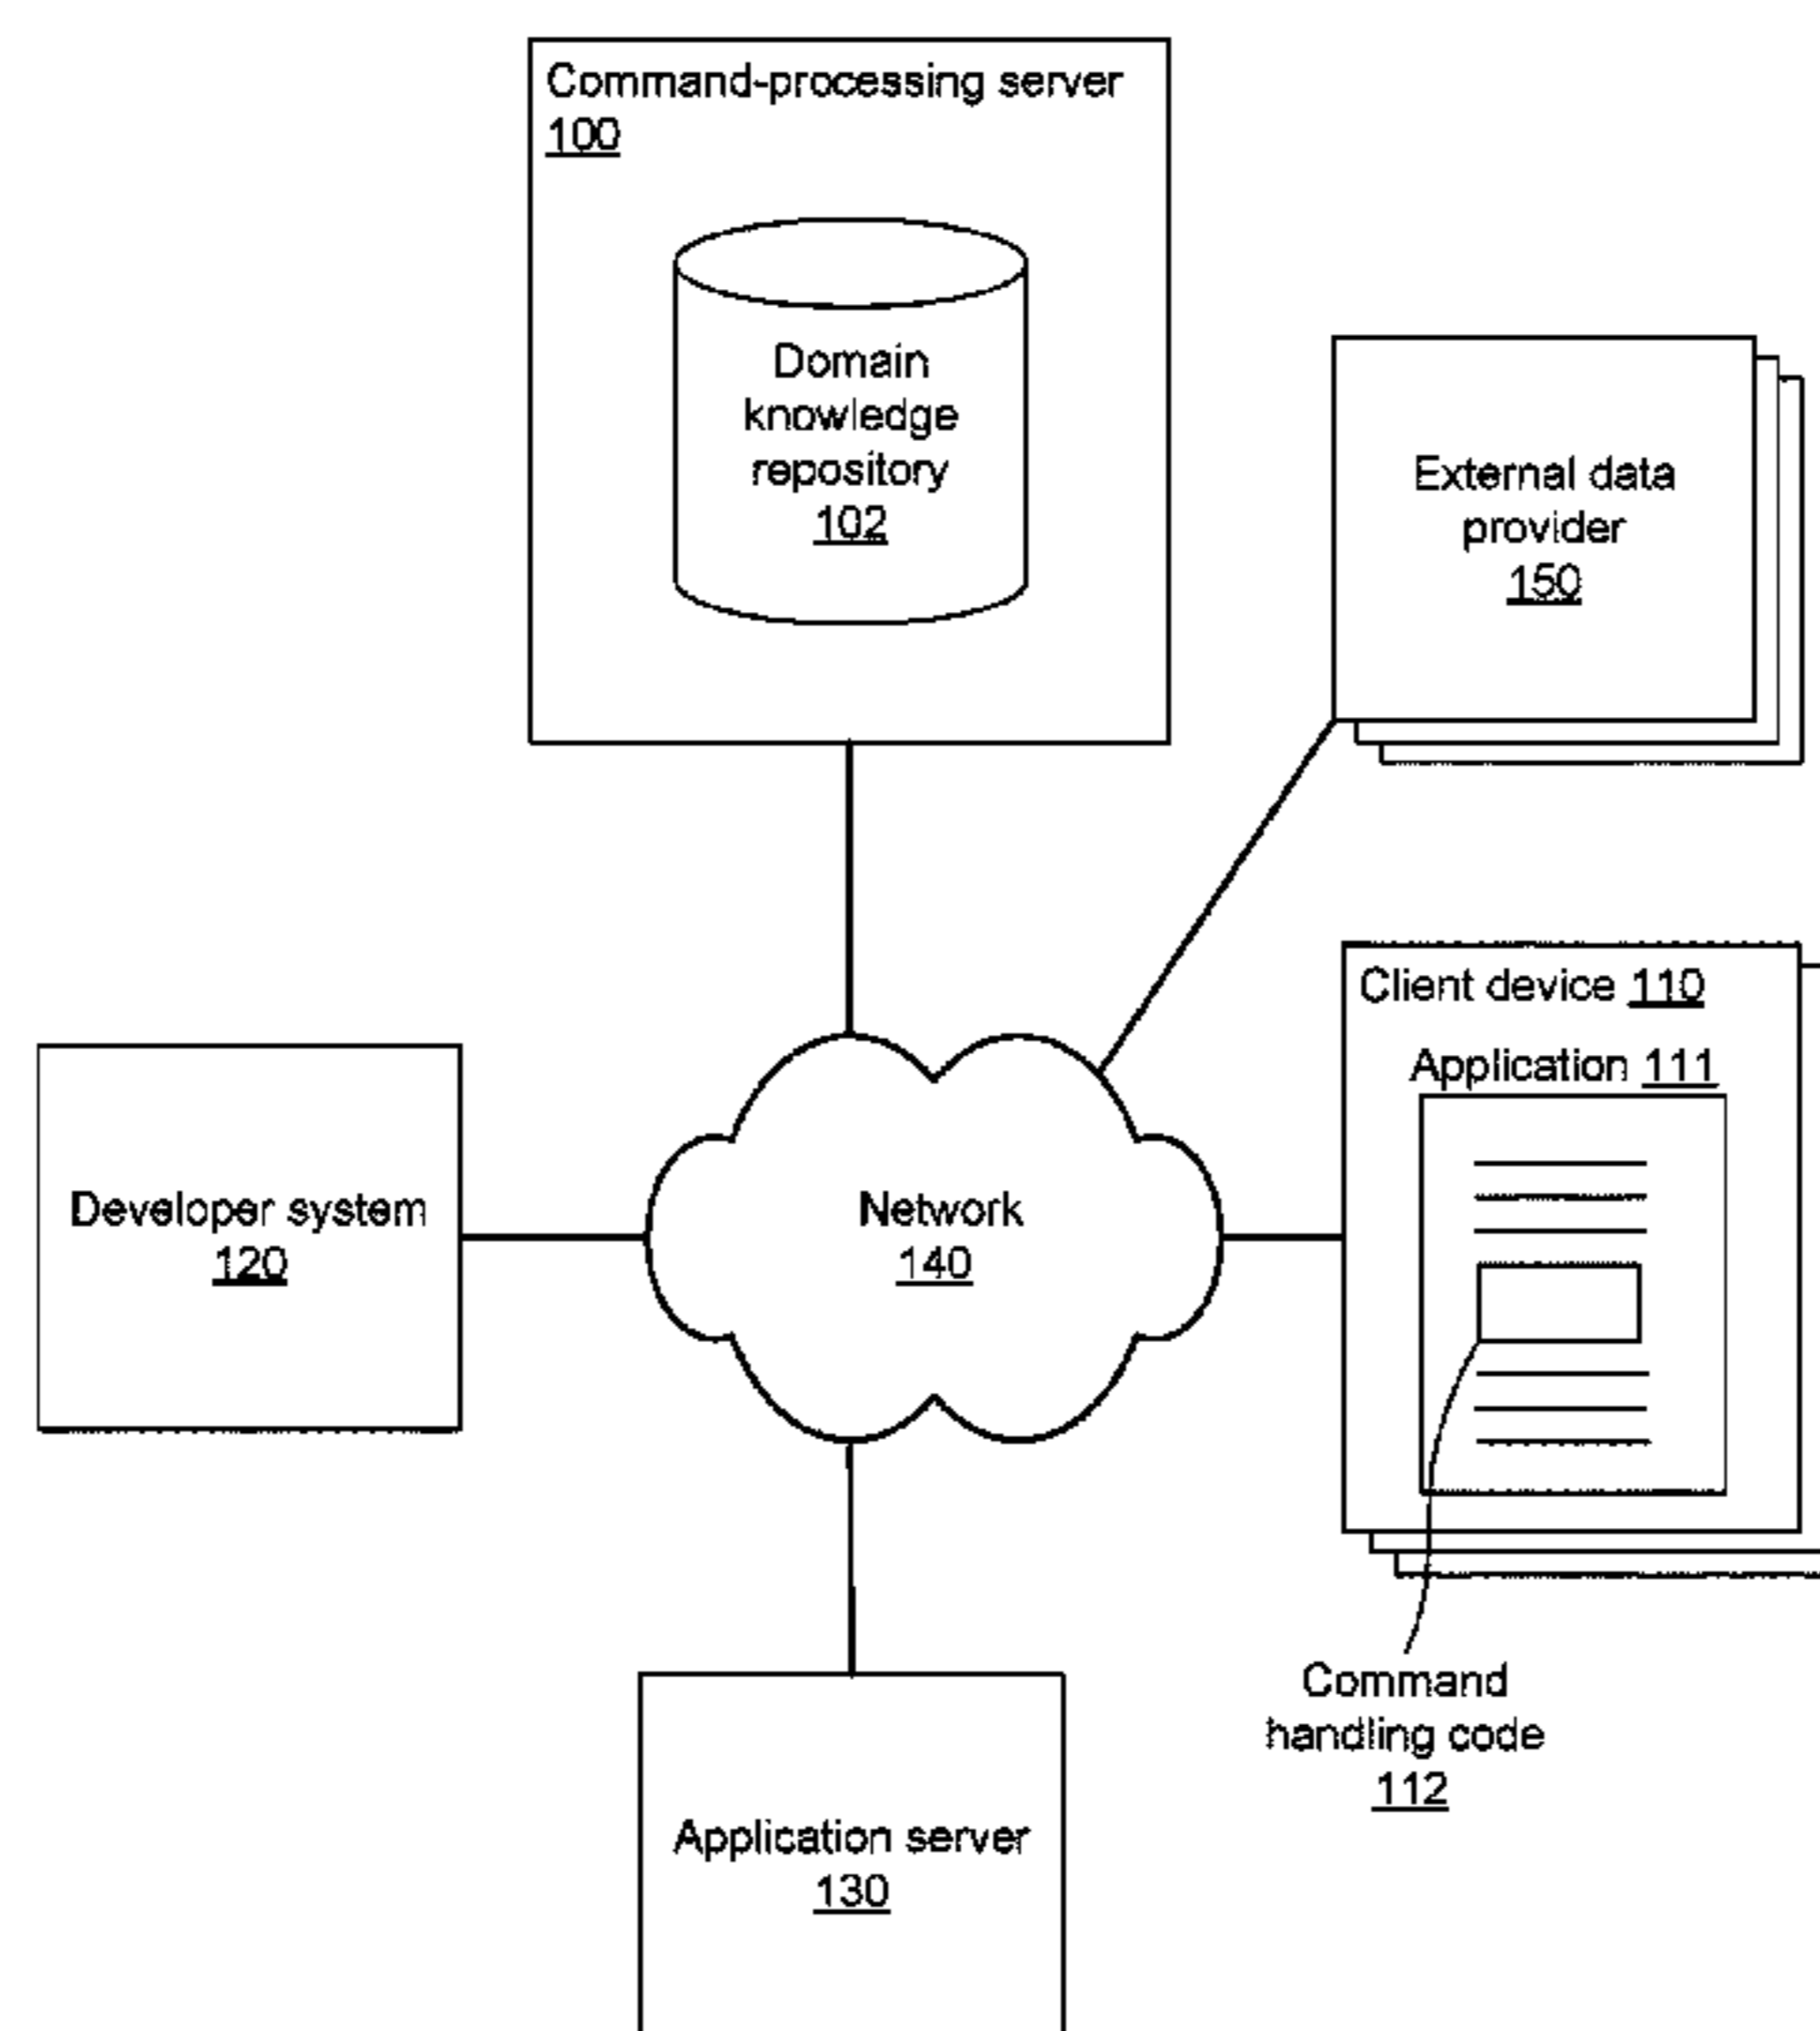 Command-processing server
100
Domain
knowledge
repository
102
External data
provider
150
Client device 110
Application 111
Developer system
120
Network
140
Command
handling code
112
Application server
130